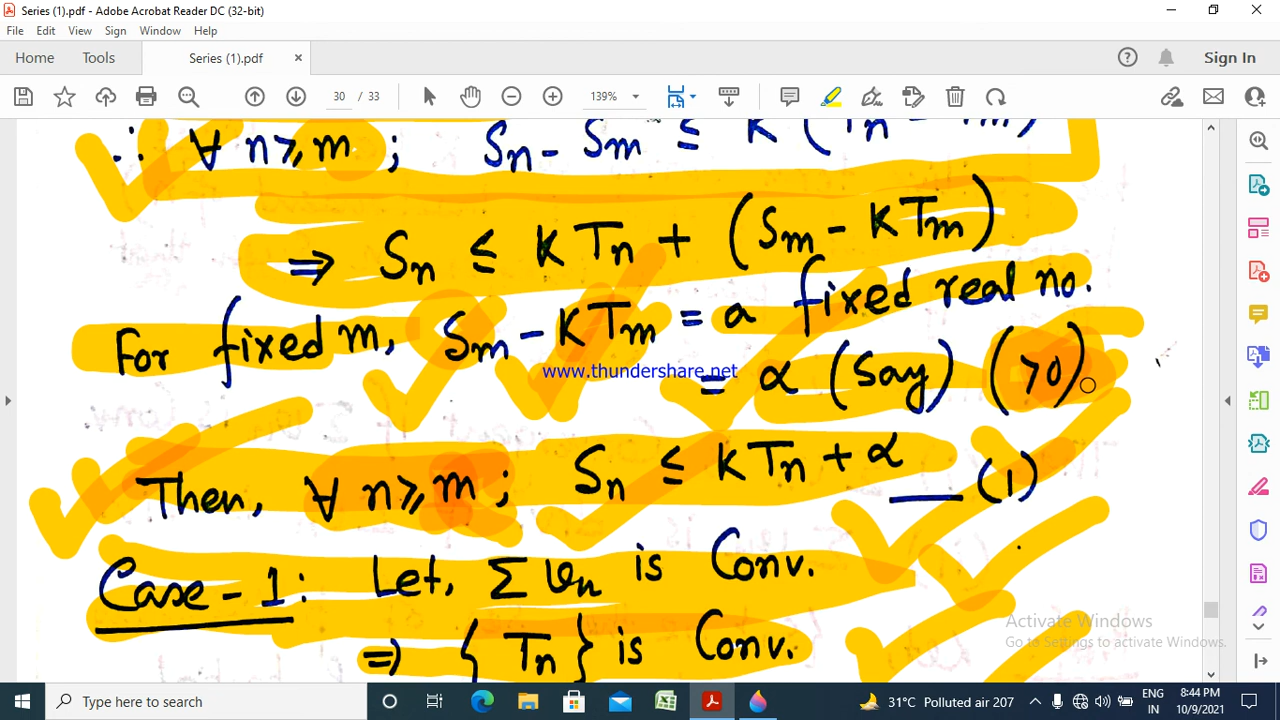 Series (1).pdf - Adobe Acrobat Reader DC (32-bit)
File Edit View Sign Window Help
Home Tools Series (1).pdf × Sign In
30 / 33 139%
∴ ∀ n≥m ; Sn - Sm ≤ K (Tn - Tm)
⇒ Sn ≤ KTn + (Sm - KTm)
For fixed m, Sm - KTm = a fixed real no.
www.thundershare.net
= α (say) (>0)
Then, ∀ n≥m ; Sn ≤ KTn + α —(1)
Case - 1 : Let, Σ vn is Conv.
⇒ { Tn } is Conv.
Activate Windows
Go to Settings to activate Windows.
Type here to search
31°C Polluted air 207
ENG
IN
8:44 PM
10/9/2021